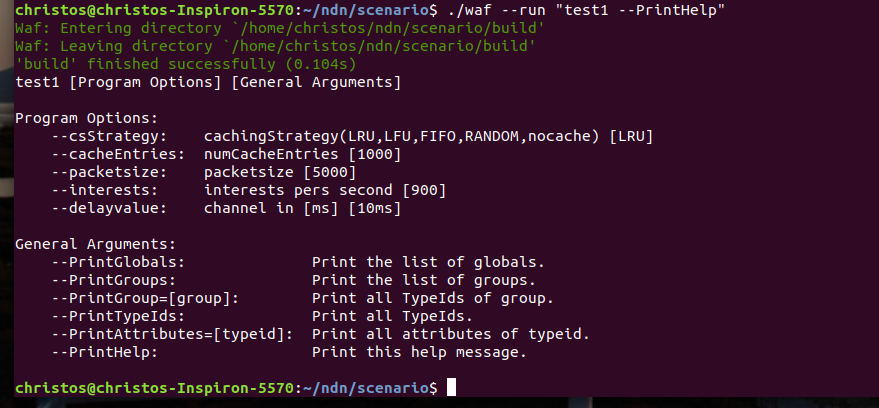 christos@christos-Inspiron-5570:~/ndn/scenario$ ./waf --run "test1 --PrintHelp"
Waf: Entering directory `/home/christos/ndn/scenario/build'
Waf: Leaving directory `/home/christos/ndn/scenario/build'
'build' finished successfully (0.104s)
test1 [Program Options] [General Arguments]

Program Options:
    --csStrategy:    cachingStrategy(LRU,LFU,FIFO,RANDOM,nocache) [LRU]
    --cacheEntries:  numCacheEntries [1000]
    --packetsize:    packetsize [5000]
    --interests:     interests pers second [900]
    --delayvalue:    channel in [ms] [10ms]

General Arguments:
    --PrintGlobals:              Print the list of globals.
    --PrintGroups:               Print the list of groups.
    --PrintGroup=[group]:        Print all TypeIds of group.
    --PrintTypeIds:              Print all TypeIds.
    --PrintAttributes=[typeid]:  Print all attributes of typeid.
    --PrintHelp:                 Print this help message.

christos@christos-Inspiron-5570:~/ndn/scenario$